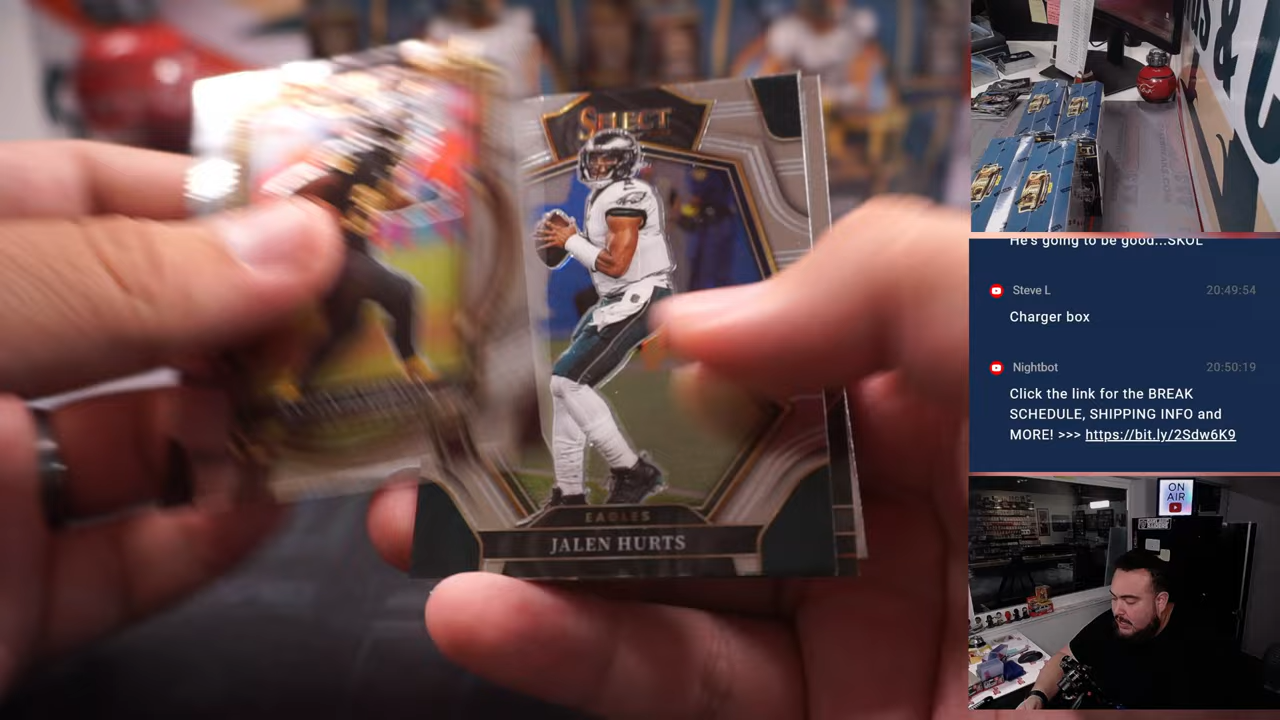 SELECT
EAGLES
JALEN HURTS
He's going to be good...SKOL
Steve L
20:49:54
Charger box
Nightbot
20:50:19
Click the link for the BREAK
SCHEDULE, SHIPPING INFO and
MORE! >>> https://bit.ly/2Sdw6K9
ON
AIR